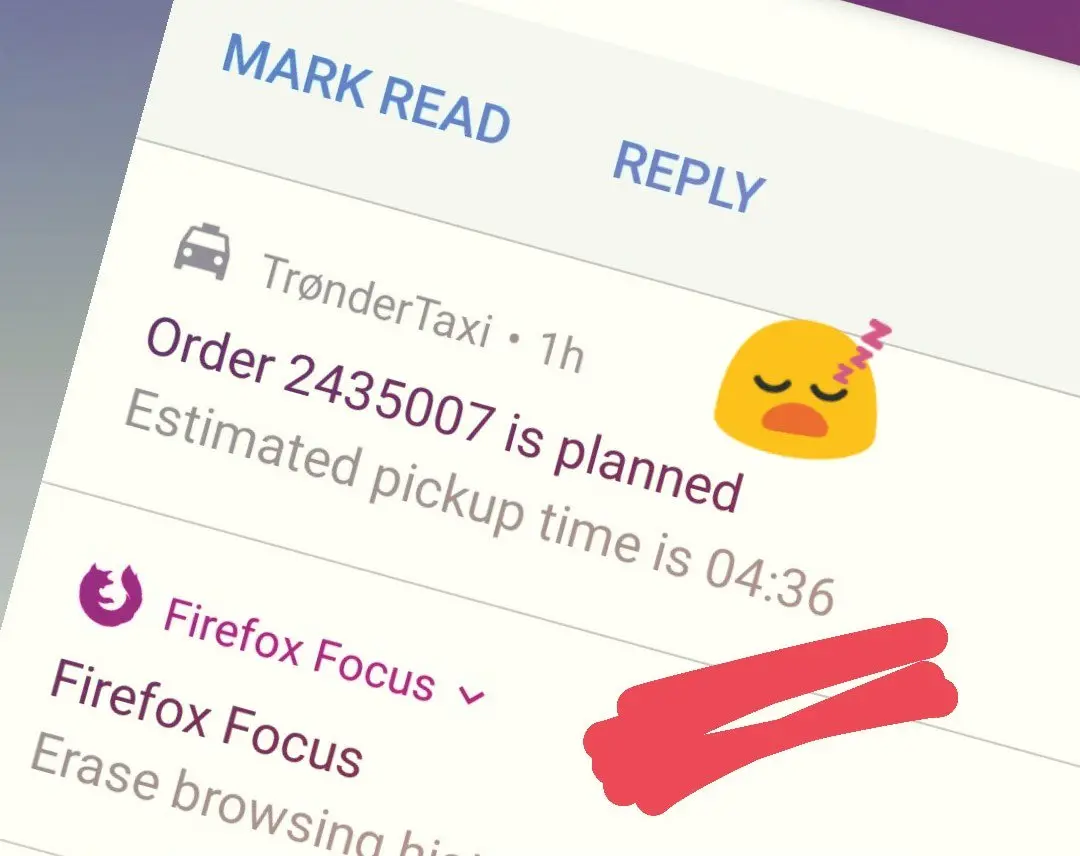 MARK READ REPLY
TrønderTaxi • 1h
Order 2435007 is planned
Estimated pickup time is 04:36
Firefox Focus
Firefox Focus
Erase browsing